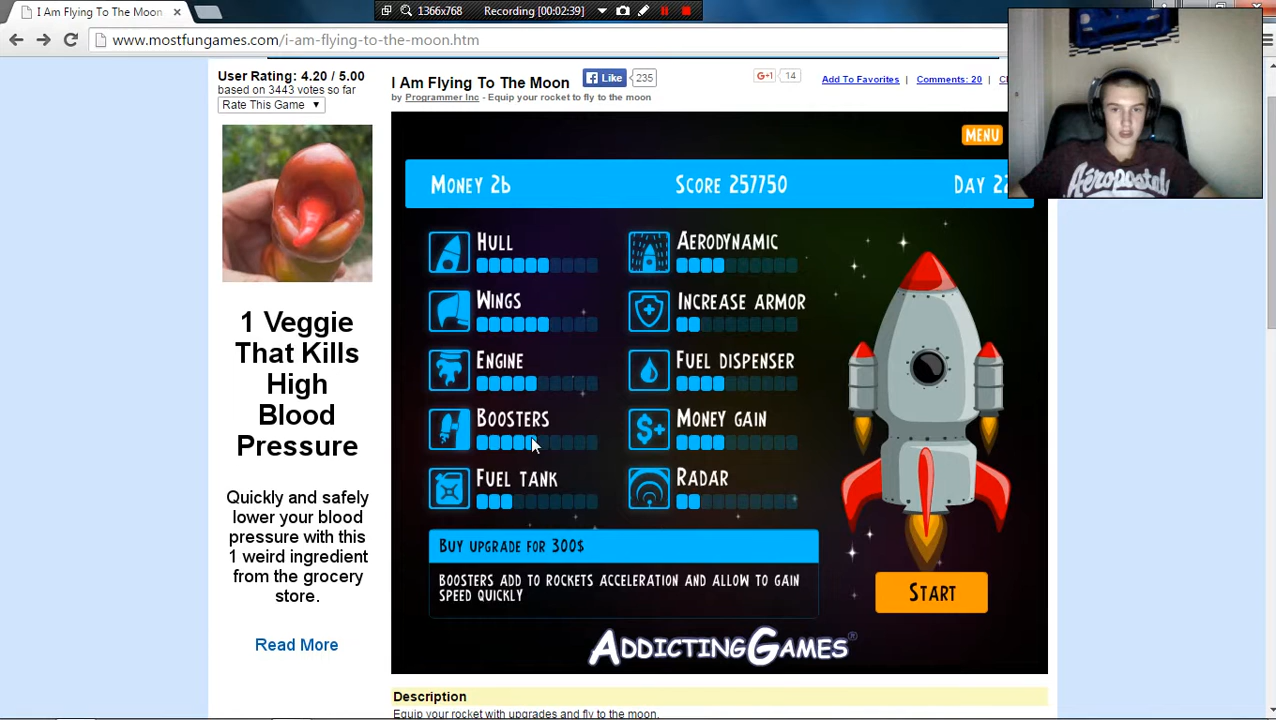 I Am Flying To The Moon
1366x768
Recording [00:02:39]
www.mostfungames.com/i-am-flying-to-the-moon.htm
User Rating: 4.20 / 5.00
based on 3443 votes so far
Rate This Game
I Am Flying To The Moon
Like
235
G+1
14
Add To Favorites
Comments: 20
by Programmer Inc - Equip your rocket to fly to the moon
1 Veggie
That Kills
High
Blood
Pressure
Quickly and safely
lower your blood
pressure with this
1 weird ingredient
from the grocery
store.
Read More
MENU
MONEY 2b
SCORE 257750
DAY
HULL
AERODYNAMIC
WINGS
INCREASE ARMOR
ENGINE
FUEL DISPENSER
BOOSTERS
MONEY GAIN
FUEL TANK
RADAR
BUY UPGRADE FOR 300$
BOOSTERS ADD TO ROCKETS ACCELERATION AND ALLOW TO GAIN
SPEED QUICKLY
START
ADDICTINGGAMES®
AÉROPOSTAL
Description
Equip your rocket with upgrades and fly to the moon.